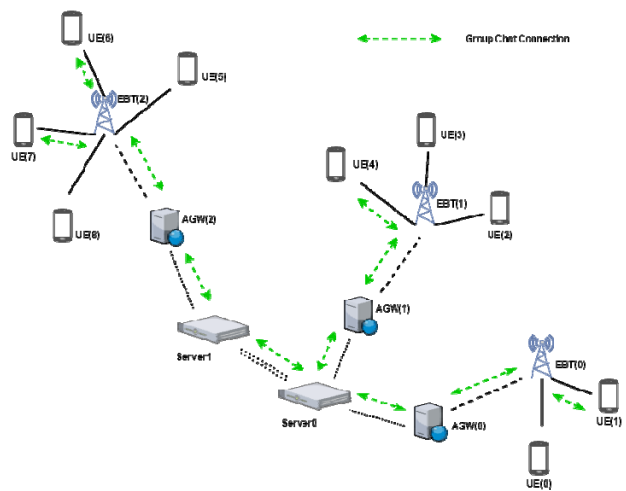 UE(6)
Group Chat Connection
UE(5)
EBT(2)
UE(3)
UE(7)
UE(4)
EBT(1)
AGW(2)
UE(8)
UE(2)
AGW(1)
Server1
EBT(0)
Server0
UE(1)
AGW(0)
UE(0)